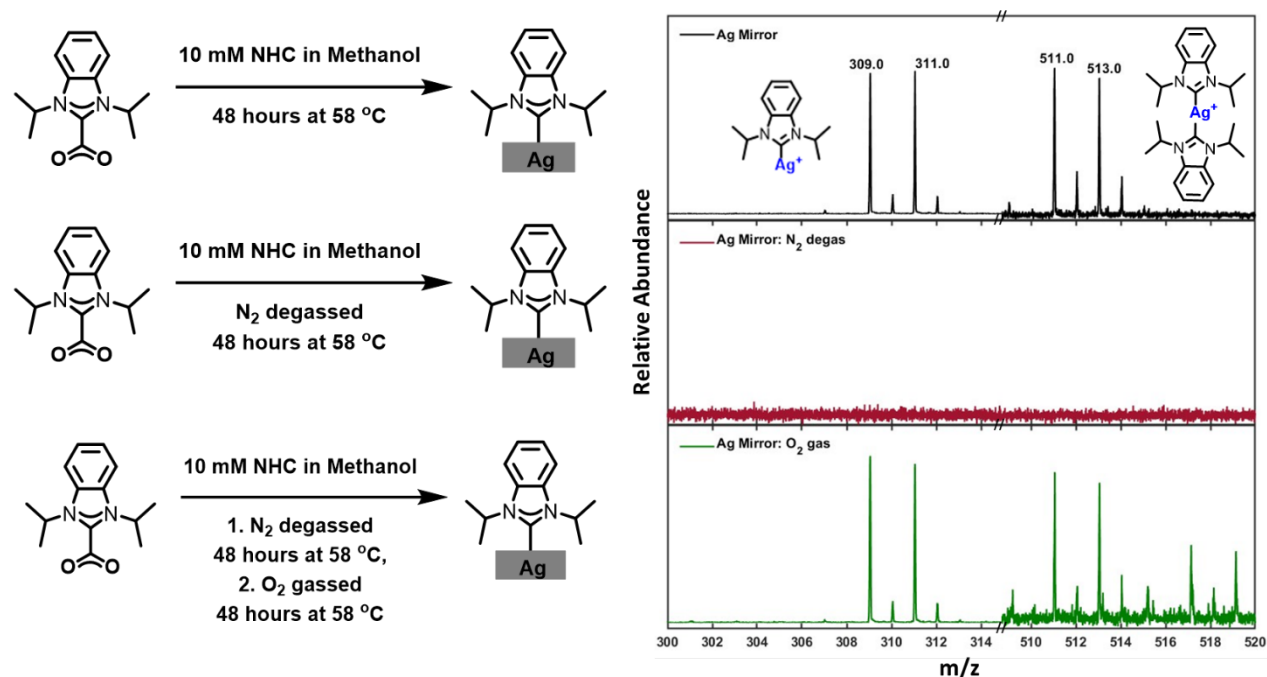 10 mM NHC in Methanol
48 hours at 58 °C
N N
O O
N N
Ag
10 mM NHC in Methanol
N₂ degassed
48 hours at 58 °C
N N
O O
N N
Ag
10 mM NHC in Methanol
1. N₂ degassed
48 hours at 58 °C,
2. O₂ gassed
48 hours at 58 °C
N N
O O
N N
Ag
Relative Abundance
Ag Mirror
309.0 311.0 511.0 513.0
N N
Ag⁺
N N
Ag⁺
N N
Ag Mirror: N₂ degas
Ag Mirror: O₂ gas
300 302 304 306 308 310 312 314 510 512 514 516 518 520
m/z